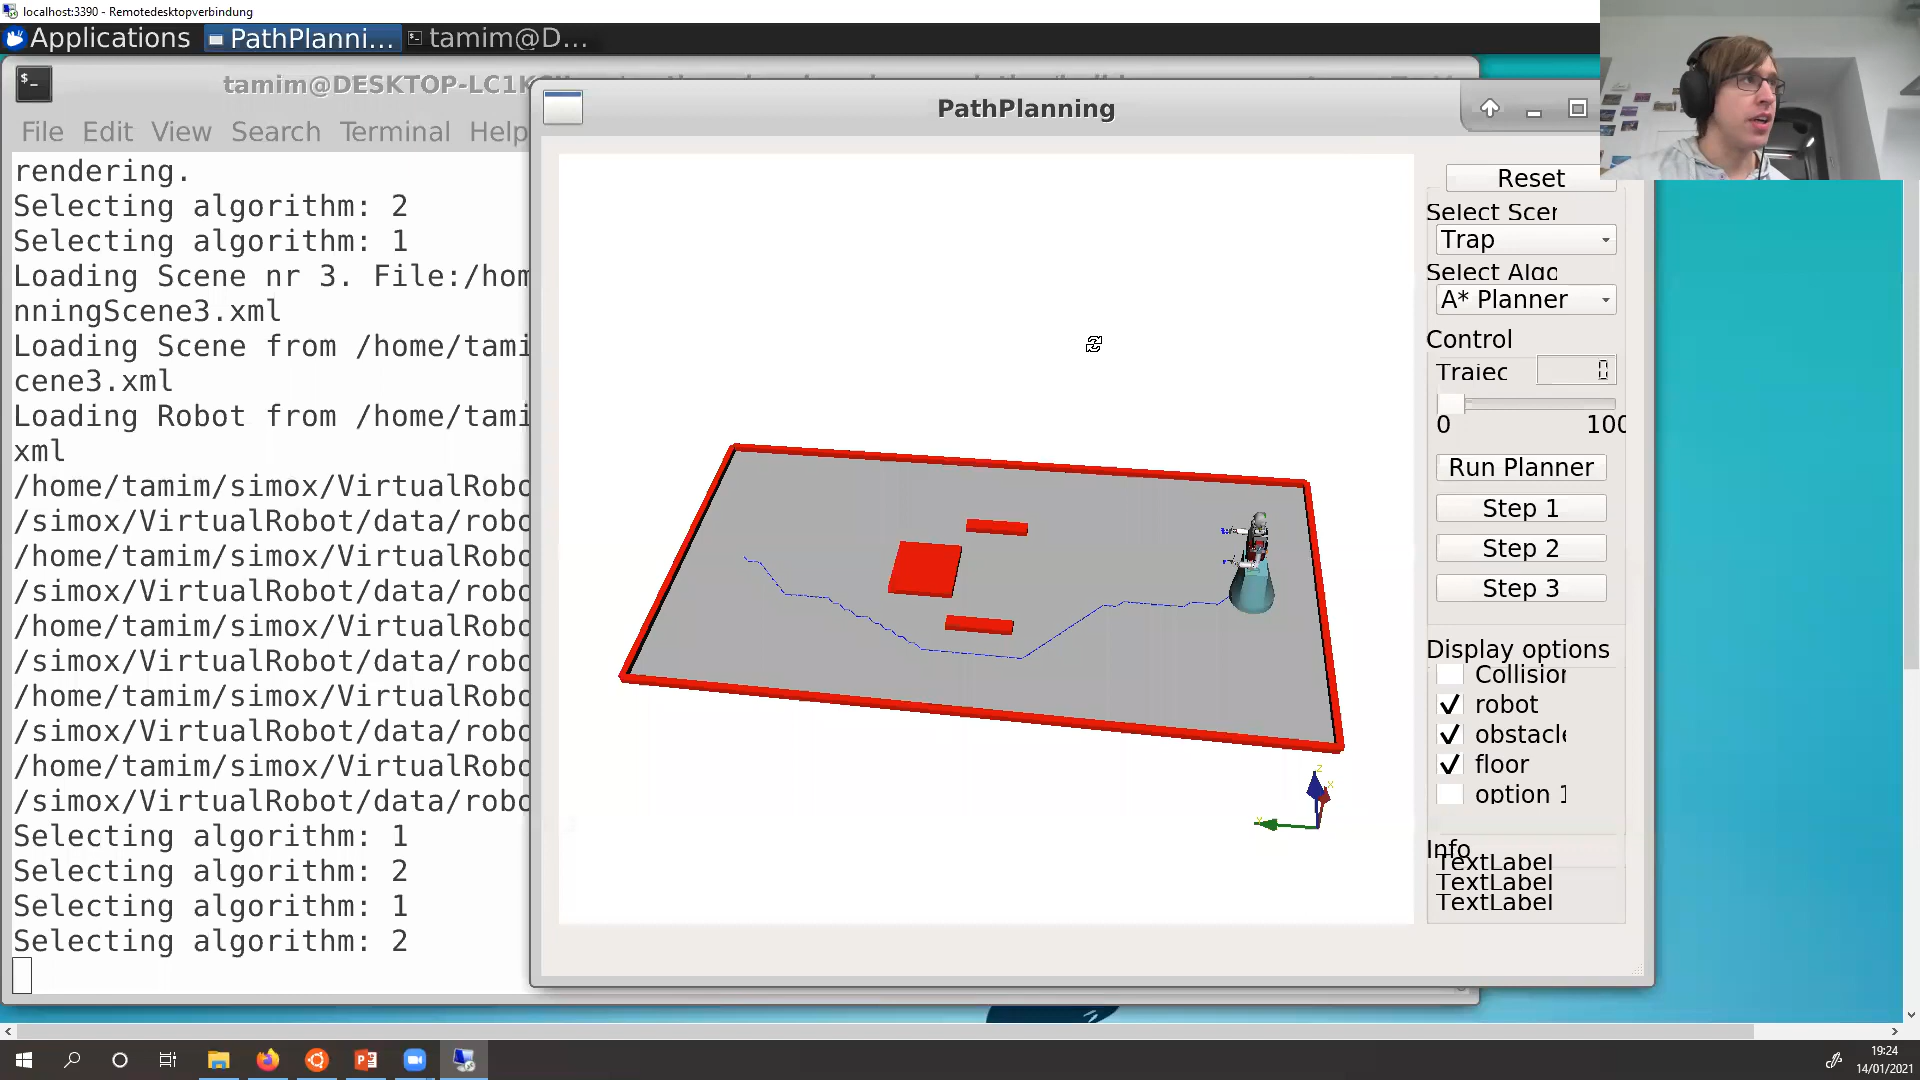 localhost:3390 - Remotedesktopverbindung
Applications
PathPlanni...
tamim@D...
File Edit View Search Terminal Help
rendering.
Selecting algorithm: 2
Selecting algorithm: 1
Loading Scene nr 3. File:/hom
nningScene3.xml
Loading Scene from /home/tami
cene3.xml
Loading Robot from /home/tami
xml
/home/tamim/simox/VirtualRobo
/simox/VirtualRobot/data/robo
/home/tamim/simox/VirtualRobo
/simox/VirtualRobot/data/robo
/home/tamim/simox/VirtualRobo
/simox/VirtualRobot/data/robo
/home/tamim/simox/VirtualRobo
/simox/VirtualRobot/data/robo
/home/tamim/simox/VirtualRobo
/simox/VirtualRobot/data/robo
Selecting algorithm: 1
Selecting algorithm: 2
Selecting algorithm: 1
Selecting algorithm: 2
PathPlanning
Reset
Select Scer
Trap
Select Algo
A* Planner
Control
Trajec 0
0 100
Run Planner
Step 1
Step 2
Step 3
Display options
Collision
robot
obstacle
floor
option 1
Info
TextLabel
TextLabel
TextLabel
19:24
14/01/2021